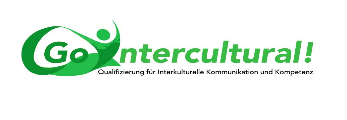 Go Intercultural!
Qualifizierung für Interkulturelle Kommunikation und Kompetenz